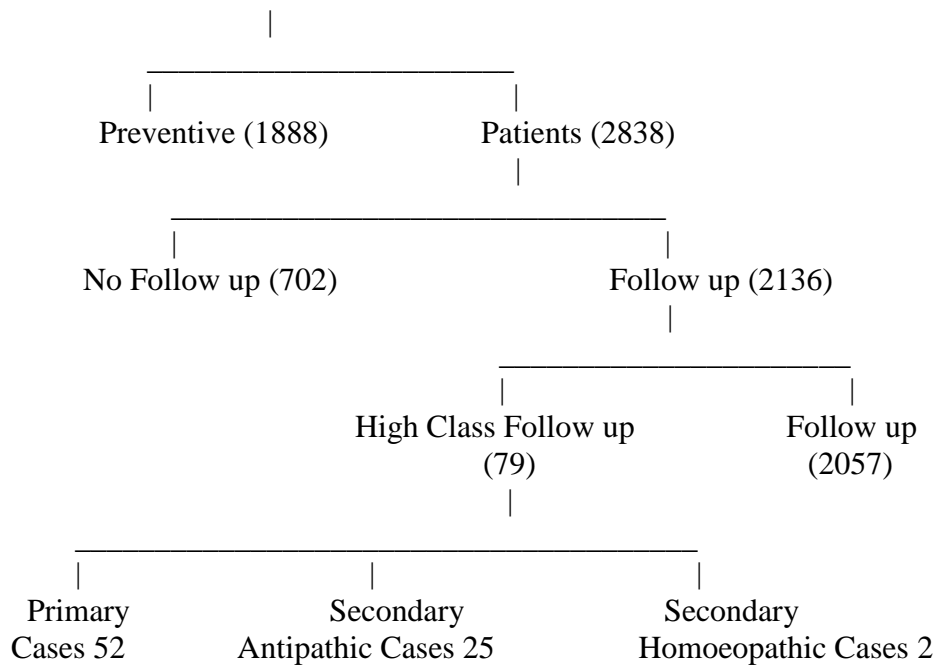 Preventive (1888) Patients (2838)
No Follow up (702) Follow up (2136)
High Class Follow up Follow up
(79) (2057)
Primary Secondary Secondary
Cases 52 Antipathic Cases 25 Homoeopathic Cases 2